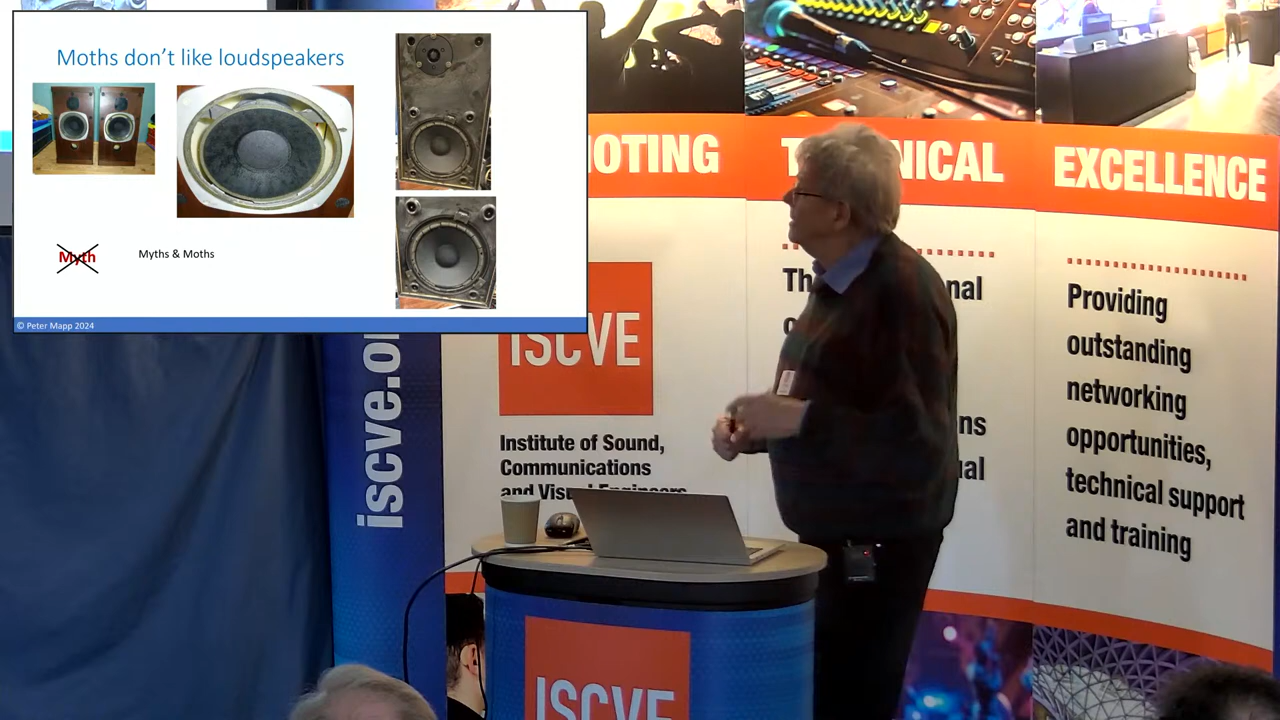 Moths don't like loudspeakers
Myth
Myths & Moths
© Peter Mapp 2024
OTING
T
NICAL
EXCELLENCE
iscve.o
ISCVE
Institute of Sound,
Communications
and Visual Engineers
Th
nal
ns
al
Providing
outstanding
networking
opportunities,
technical support
and training
ISCVE